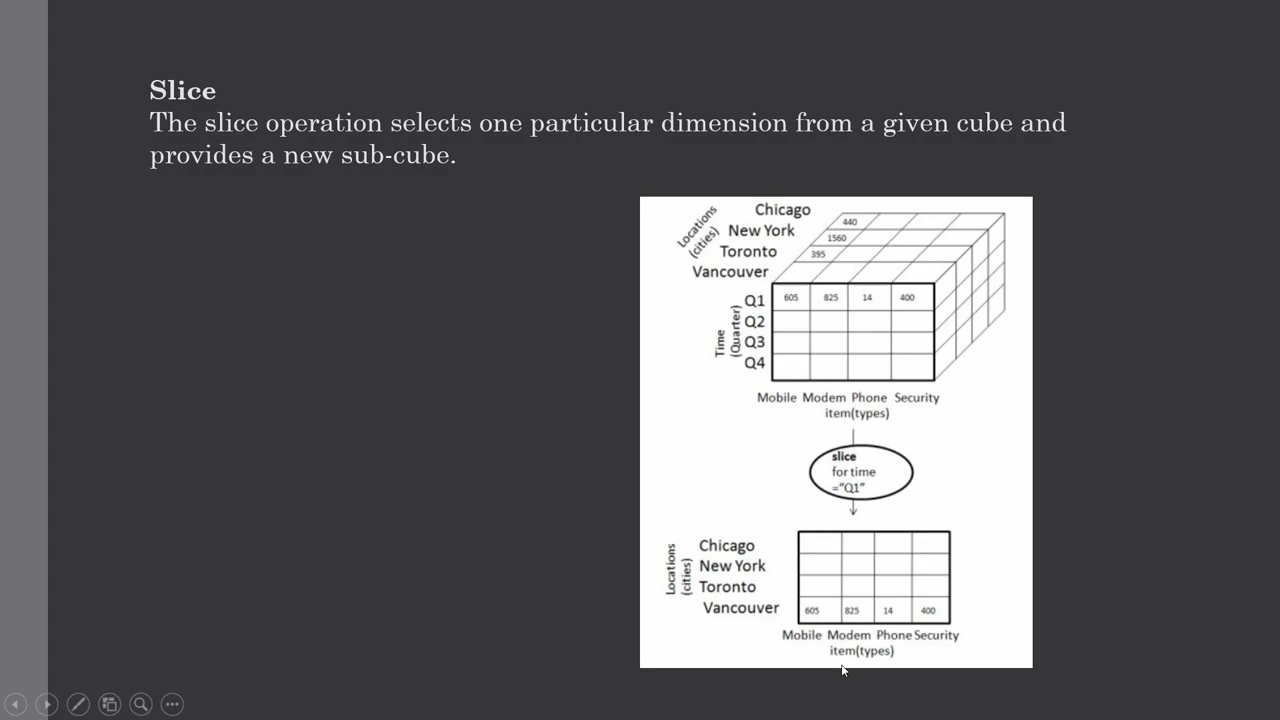 Slice
The slice operation selects one particular dimension from a given cube and
provides a new sub-cube.
Locations
(cities)
Chicago
New York
Toronto
Vancouver
440
1560
395
Time
(Quarter)
Q1 605 825 14 400
Q2
Q3
Q4
Mobile Modem Phone Security
item(types)
slice
for time
="Q1"
Locations
(cities)
Chicago
New York
Toronto
Vancouver 605 825 14 400
Mobile Modem Phone Security
item(types)